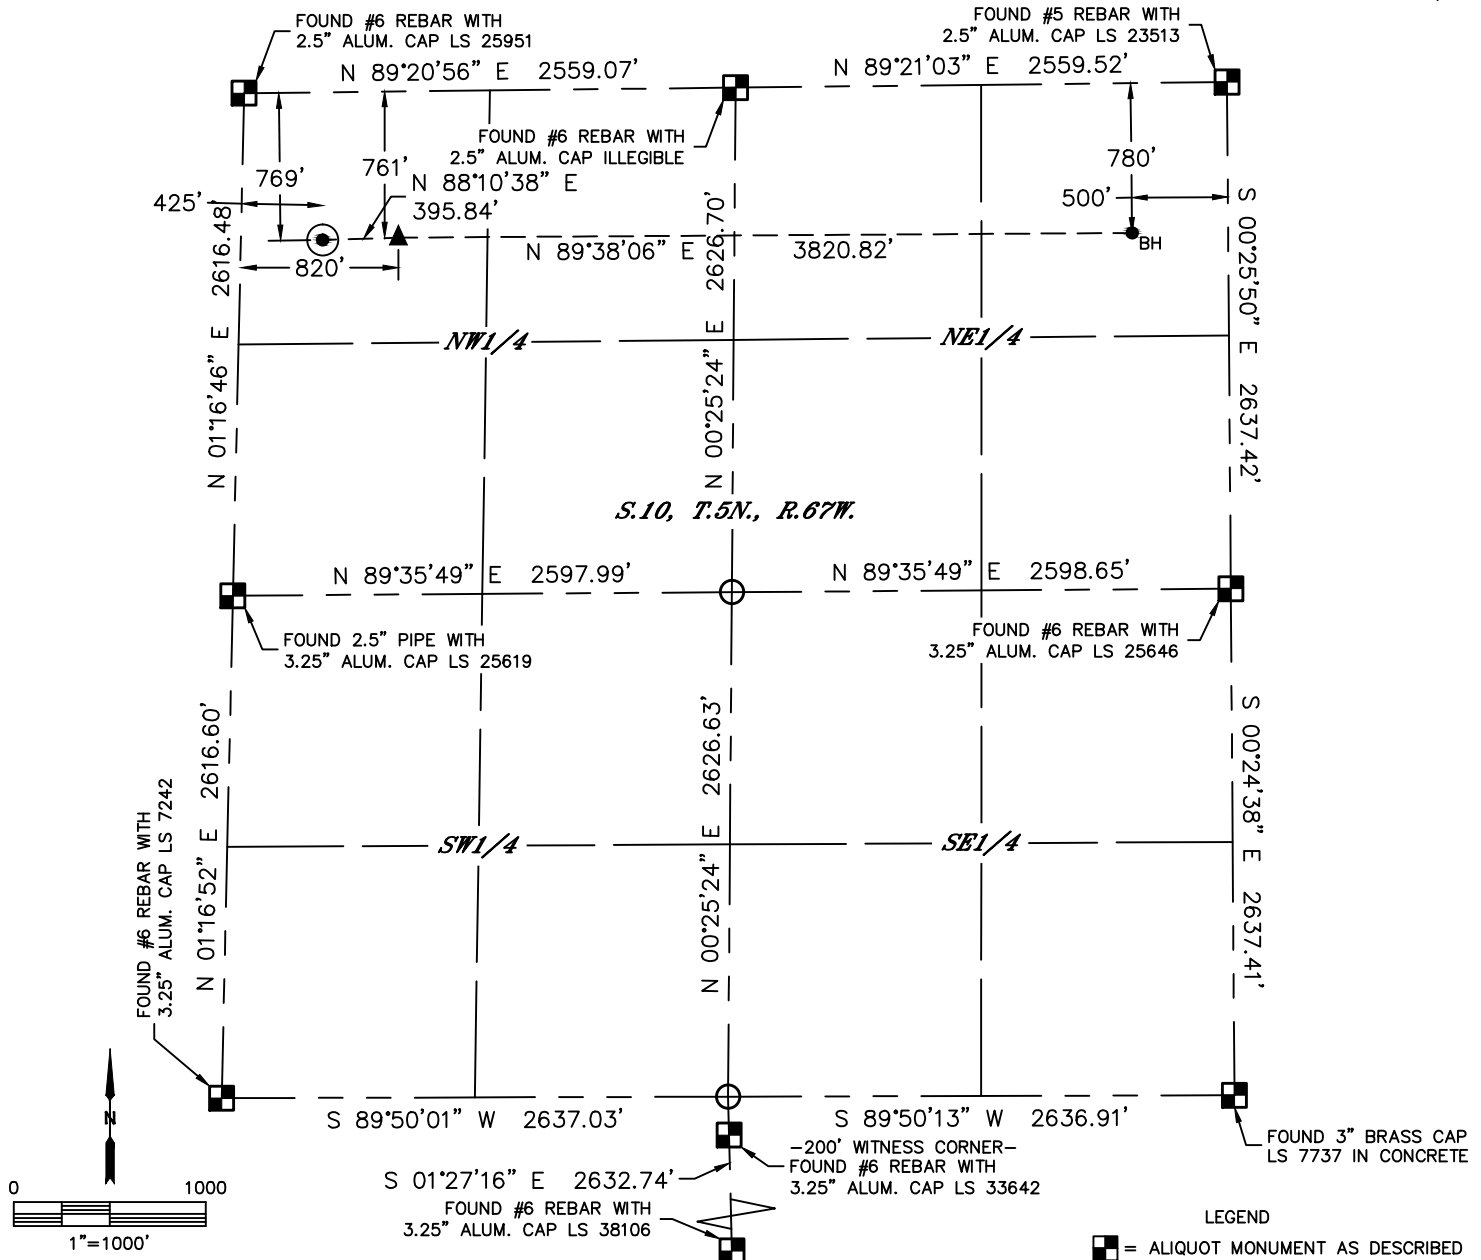 FOUND #6 REBAR WITH
2.5” ALUM. CAP LS 25951
FOUND #5 REBAR WITH
2.5” ALUM. CAP LS 23513
N 89°20'56” E 2559.07'
N 89°21'03” E 2559.52'
FOUND #6 REBAR WITH
2.5” ALUM. CAP ILLEGIBLE
769'
761'
780'
425'
N 88°10'38” E
395.84'
500'
820'
N 89°38'06” E 3820.82'
BH
N 01°16'46” E 2616.48'
N 00°25'24” E 2626.70'
S 00°25'50” E 2637.42'
NW1/4
NE1/4
S.10, T.5N., R.67W.
N 89°35'49” E 2597.99'
N 89°35'49” E 2598.65'
FOUND 2.5” PIPE WITH
3.25” ALUM. CAP LS 25619
FOUND #6 REBAR WITH
3.25” ALUM. CAP LS 25646
N 01°16'52” E 2616.60'
N 00°25'24” E 2626.63'
S 00°24'38” E 2637.41'
SW1/4
SE1/4
FOUND #6 REBAR WITH
3.25” ALUM. CAP LS 7242
S 89°50'01” W 2637.03'
S 89°50'13” W 2636.91'
FOUND 3” BRASS CAP
LS 7737 IN CONCRETE
-200' WITNESS CORNER-
FOUND #6 REBAR WITH
3.25” ALUM. CAP LS 33642
S 01°27'16” E 2632.74'
FOUND #6 REBAR WITH
3.25” ALUM. CAP LS 38106
N
0 1000
1”=1000'
LEGEND
= ALIQUOT MONUMENT AS DESCRIBED